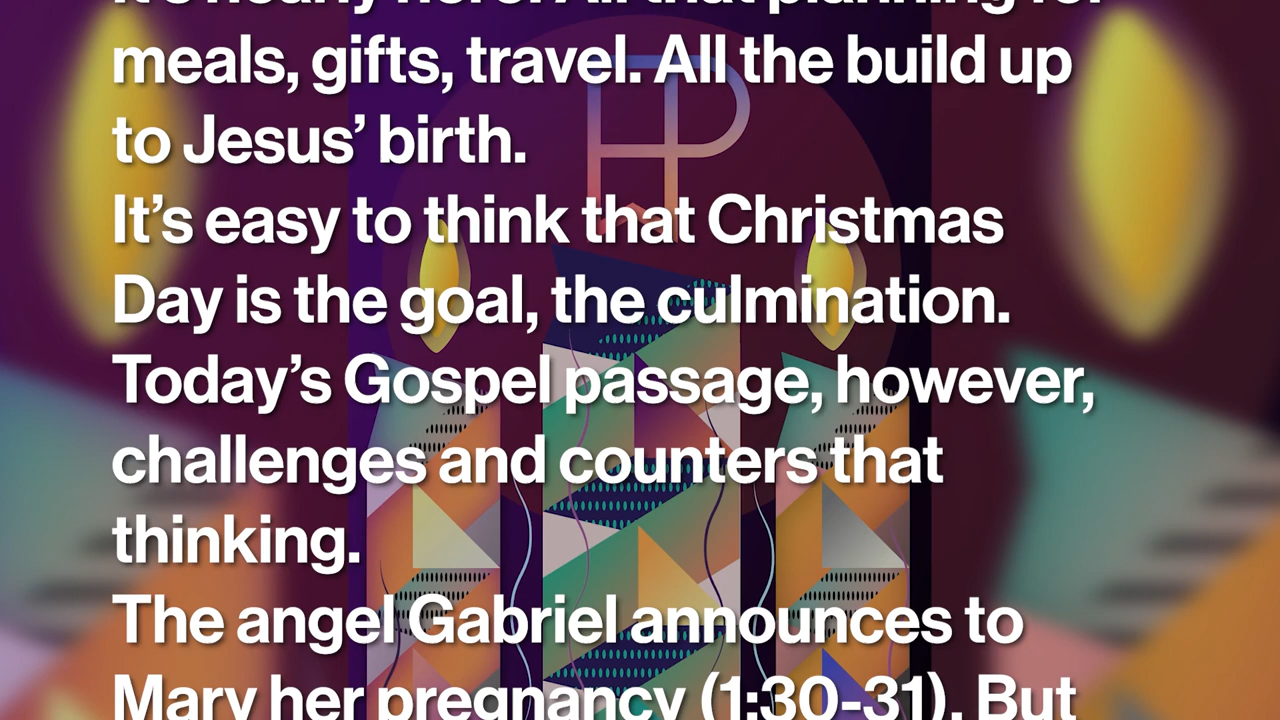 It's nearly here! All that planning for
meals, gifts, travel. All the build up
to Jesus’ birth.
It’s easy to think that Christmas
Day is the goal, the culmination.
Today’s Gospel passage, however,
challenges and counters that
thinking.
The angel Gabriel announces to
Mary her pregnancy (1:30-31). But